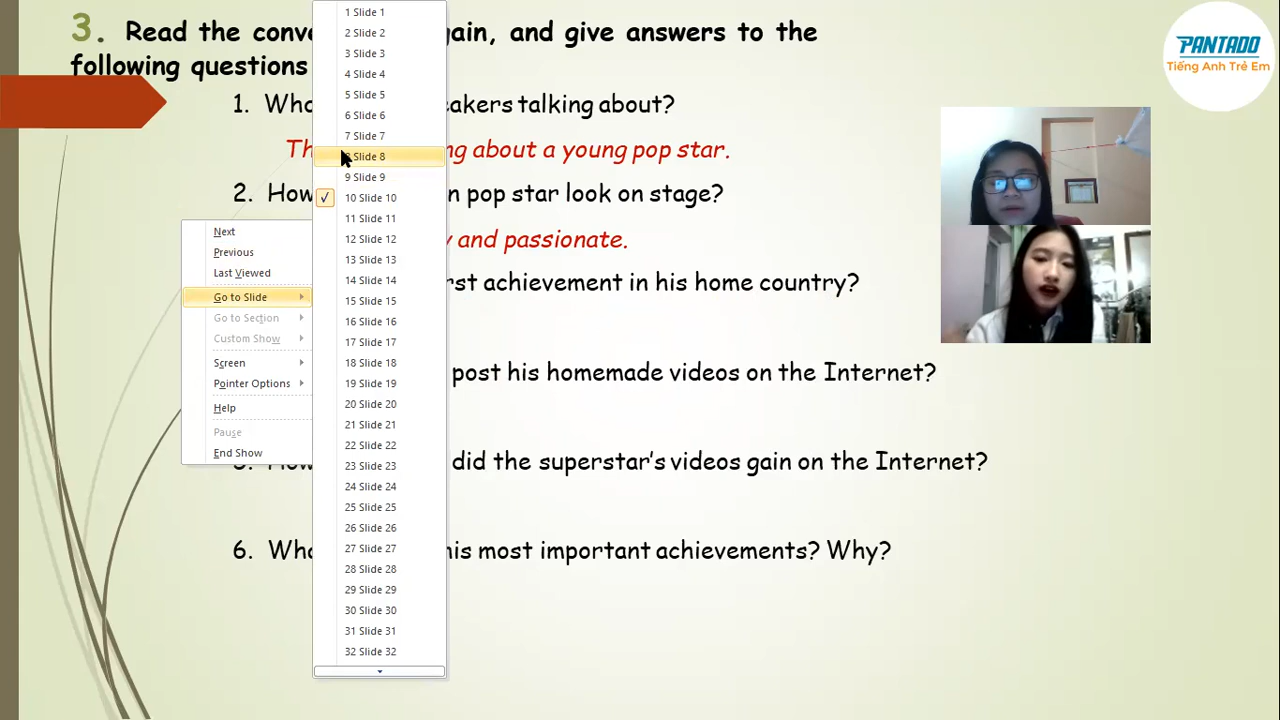 3. Read the conve gain, and give answers to the
following questions
1. Wha eakers talking about?
Th ng about a young pop star.
2. How n pop star look on stage?
y and passionate.
rst achievement in his home country?
post his homemade videos on the Internet?
did the superstar's videos gain on the Internet?
6. Wha his most important achievements? Why?
Next
Previous
Last Viewed
Go to Slide
Go to Section
Custom Show
Screen
Pointer Options
Help
Pause
End Show
1 Slide 1
2 Slide 2
3 Slide 3
4 Slide 4
5 Slide 5
6 Slide 6
7 Slide 7
Slide 8
9 Slide 9
10 Slide 10
11 Slide 11
12 Slide 12
13 Slide 13
14 Slide 14
15 Slide 15
16 Slide 16
17 Slide 17
18 Slide 18
19 Slide 19
20 Slide 20
21 Slide 21
22 Slide 22
23 Slide 23
24 Slide 24
25 Slide 25
26 Slide 26
27 Slide 27
28 Slide 28
29 Slide 29
30 Slide 30
31 Slide 31
32 Slide 32
PANTADO
Tiếng Anh Trẻ Em